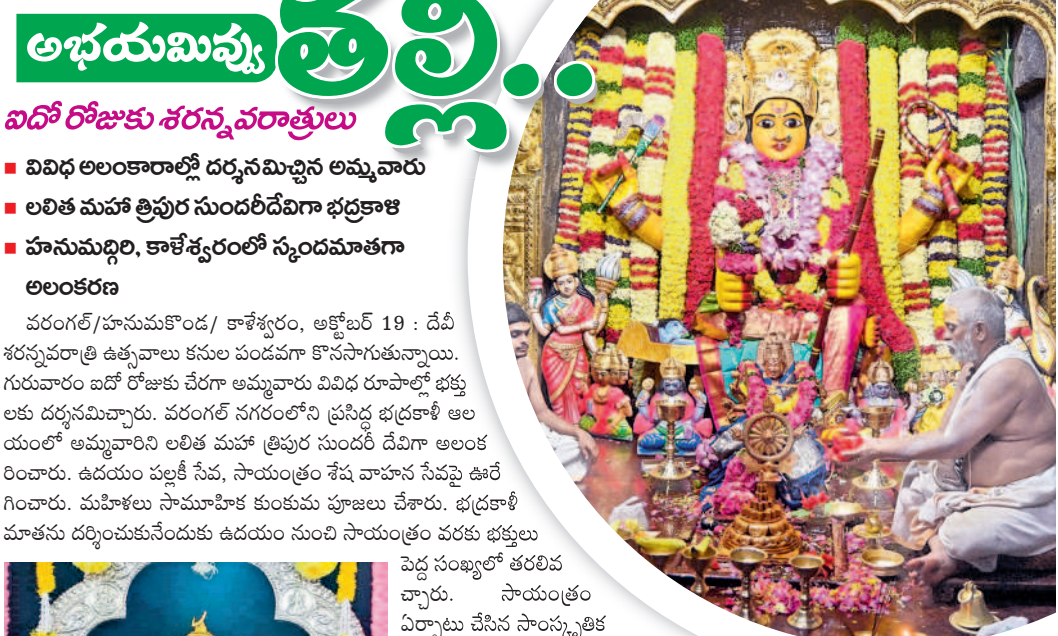 అభయమివ్వు తల్లీ..
ఐదో రోజుకు శరన్నవరాత్రులు
వివిధ అలంకారాల్లో దర్శనమిచ్చిన అమ్మవారు
లలిత మహా త్రిపుర సుందరీదేవిగా భద్రకాళి
హనుమద్గిరి, కాళేశ్వరంలో స్కందమాతగా
అలంకరణ
వరంగల్/హనుమకొండ/ కాళేశ్వరం, అక్టోబర్ 19 : దేవీ
శరన్నవరాత్రి ఉత్సవాలు కనుల పండవగా కొనసాగుతున్నాయి.
గురువారం ఐదో రోజుకు చేరగా అమ్మవారు వివిధ రూపాల్లో భక్తు
లకు దర్శనమిచ్చారు. వరంగల్ నగరంలోని ప్రసిద్ధ భద్రకాళీ ఆల
యంలో అమ్మవారిని లలిత మహా త్రిపుర సుందరీ దేవిగా అలంక
రించారు. ఉదయం పల్లకీ సేవ, సాయంత్రం శేష వాహన సేవపై ఊరే
గించారు. మహిళలు సామూహిక కుంకుమ పూజలు చేశారు. భద్రకాళీ
మాతను దర్శించుకునేందుకు ఉదయం నుంచి సాయంత్రం వరకు భక్తులు
పెద్ద సంఖ్యలో తరలివ
చ్చారు. సాయంత్రం
ఏర్పాటు చేసిన సాంస్కృతిక